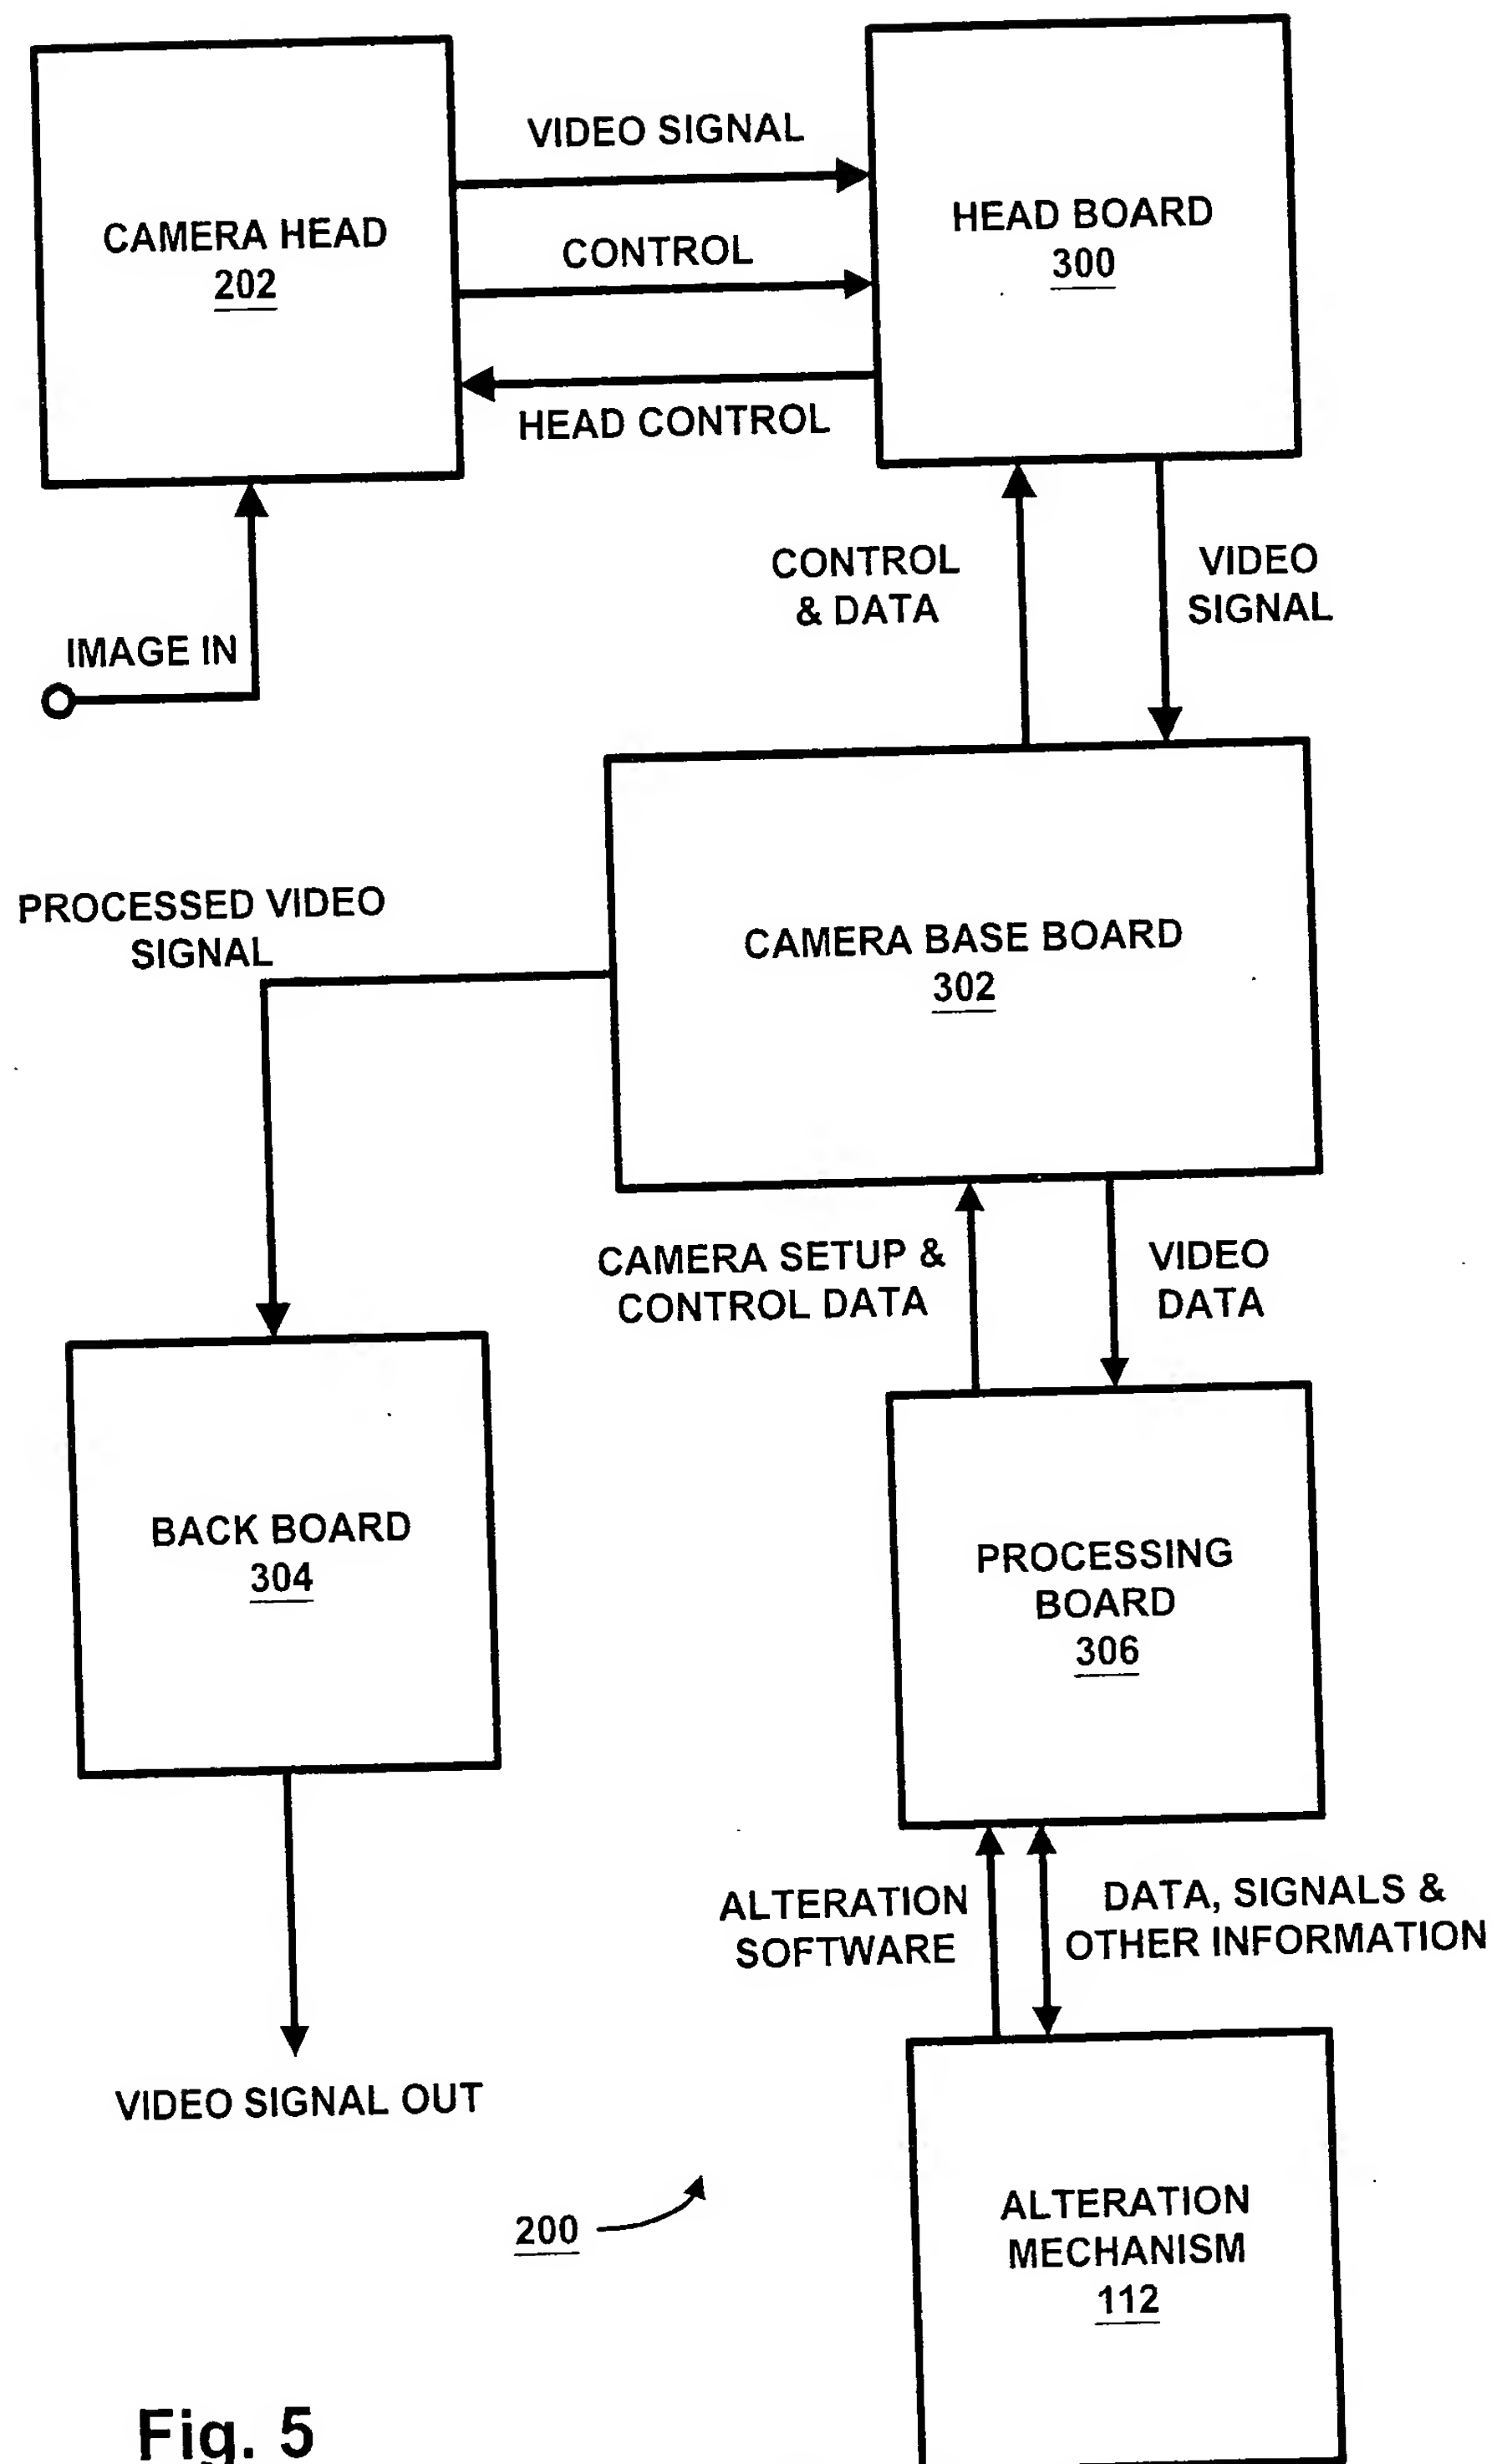 VIDEO SIGNAL
CAMERA HEAD
202
CONTROL
HEAD BOARD
300
HEAD CONTROL
IMAGE IN
CONTROL
& DATA
VIDEO
SIGNAL
PROCESSED VIDEO
SIGNAL
CAMERA BASE BOARD
302
CAMERA SETUP &
CONTROL DATA
VIDEO
DATA
BACK BOARD
304
PROCESSING
BOARD
306
ALTERATION
SOFTWARE
DATA, SIGNALS &
OTHER INFORMATION
VIDEO SIGNAL OUT
200
ALTERATION
MECHANISM
112
Fig. 5